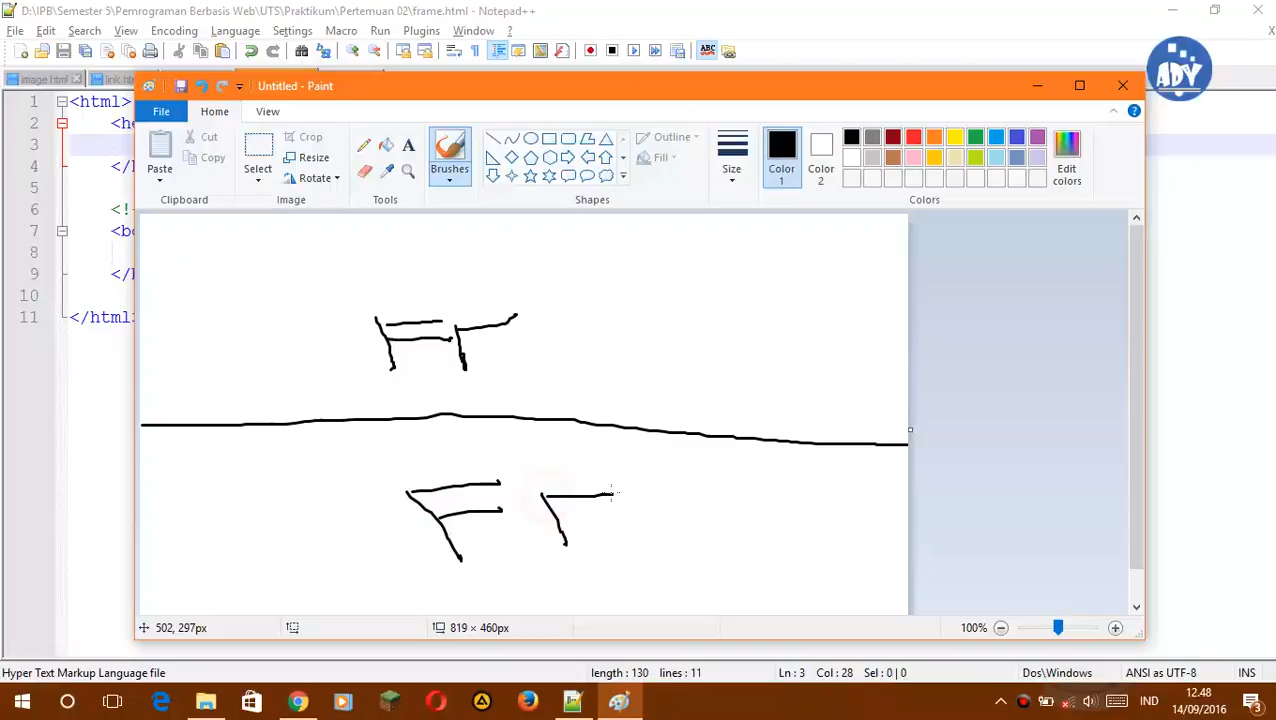 D:\IPB\Semester 5\Pemrograman Berbasis Web\UTS\Praktikum\Pertemuan 02\frame.html - Notepad++
File Edit Search View Encoding Language Settings Macro Run Plugins Window ?
image.html
ADY
Untitled - Paint
File Home View
Paste Cut Copy Select Crop Resize Rotate Brushes Outline Fill Size Color 1 Color 2 Edit colors
Clipboard Image Tools Shapes Colors
1 <html>
2
3
4
5
6 <!
7
8
9
10
11
FF
FF
502, 297px 819 × 460px 100%
Hyper Text Markup Language file length : 130 lines : 11 Ln : 3 Col : 28 Sel : 0 | 0 Dos\Windows ANSI as UTF-8 INS
IND 12.48
14/09/2016 3